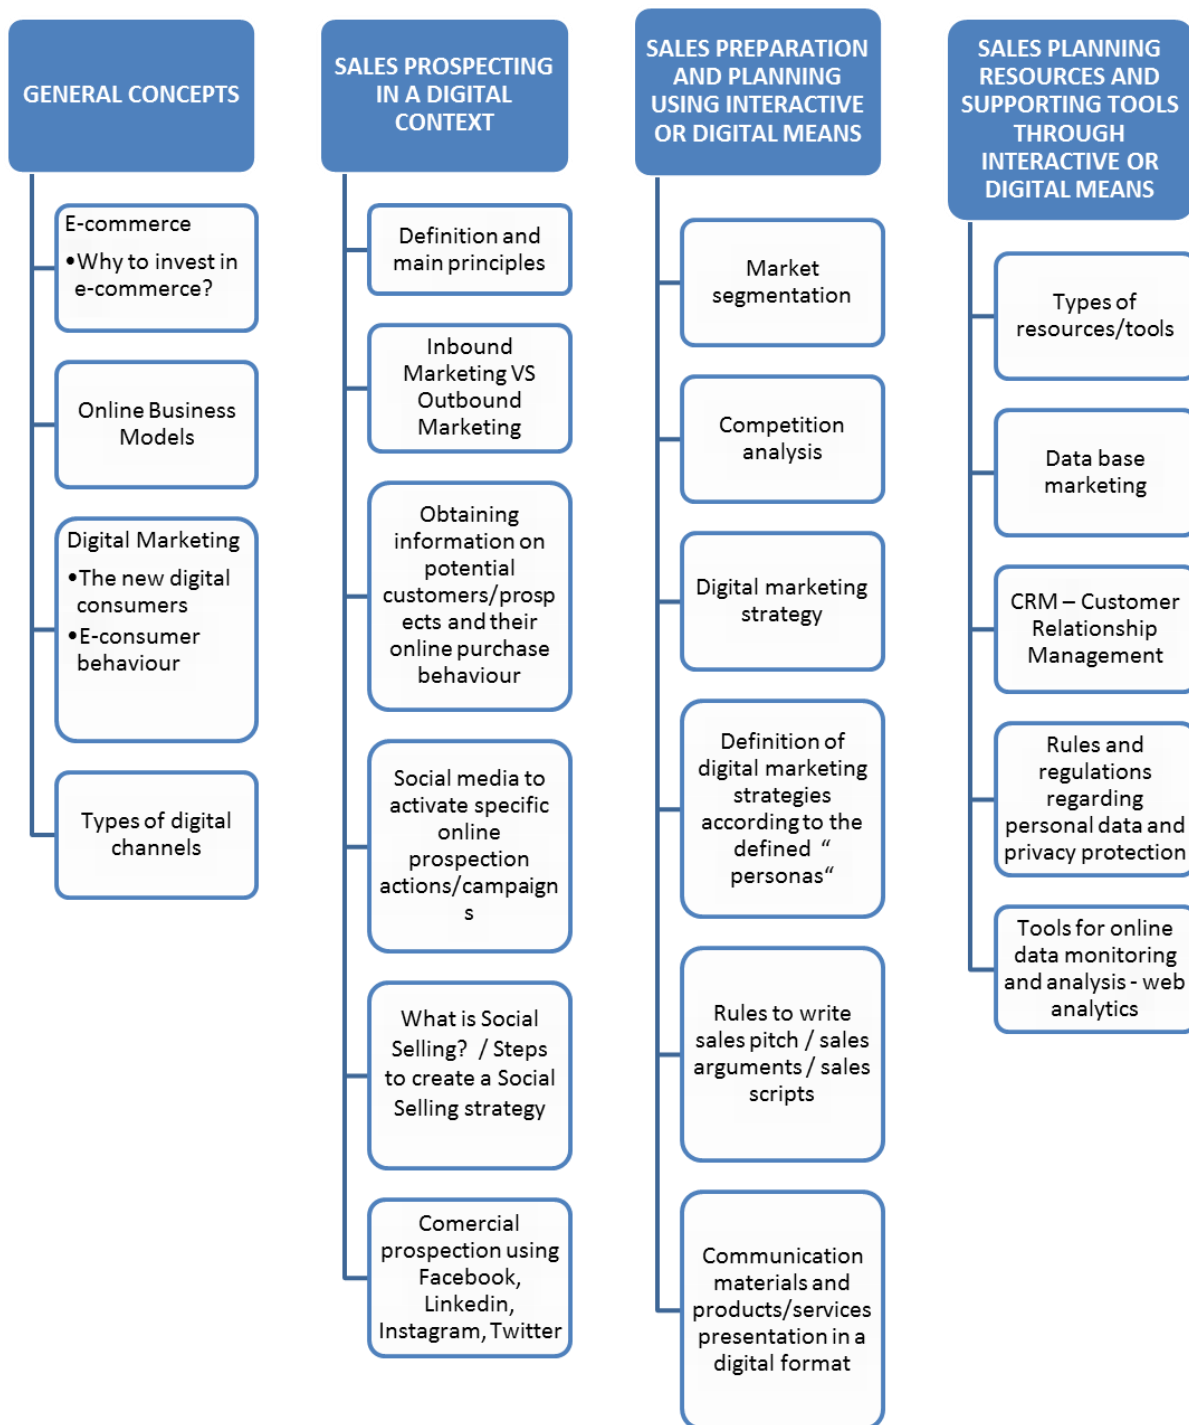 GENERAL CONCEPTS
E-commerce
•Why to invest in
e-commerce?
Online Business
Models
Digital Marketing
•The new digital
consumers
•E-consumer
behaviour
Types of digital
channels
SALES PROSPECTING
IN A DIGITAL
CONTEXT
Definition and
main principles
Inbound
Marketing VS
Outbound
Marketing
Obtaining
information on
potential
customers/prosp
ects and their
online purchase
behaviour
Social media to
activate specific
online
prospection
actions/campaign
s
What is Social
Selling? / Steps
to create a Social
Selling strategy
Comercial
prospection using
Facebook,
Linkedin,
Instagram, Twitter
SALES PREPARATION
AND PLANNING
USING INTERACTIVE
OR DIGITAL MEANS
Market
segmentation
Competition
analysis
Digital marketing
strategy
Definition of
digital marketing
strategies
according to the
defined “
personas“
Rules to write
sales pitch / sales
arguments / sales
scripts
Communication
materials and
products/services
presentation in a
digital format
SALES PLANNING
RESOURCES AND
SUPPORTING TOOLS
THROUGH
INTERACTIVE OR
DIGITAL MEANS
Types of
resources/tools
Data base
marketing
CRM – Customer
Relationship
Management
Rules and
regulations
regarding
personal data and
privacy protection
Tools for online
data monitoring
and analysis - web
analytics